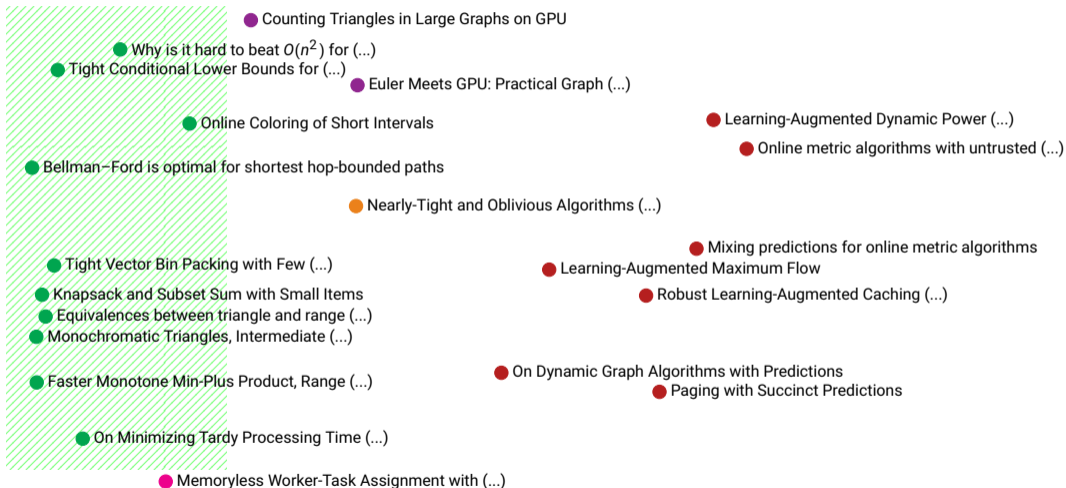 Counting Triangles in Large Graphs on GPU
Why is it hard to beat O(n²) for (...)
Tight Conditional Lower Bounds for (...)
Euler Meets GPU: Practical Graph (...)
Learning-Augmented Dynamic Power (...)
Online Coloring of Short Intervals
Online metric algorithms with untrusted (...)
Bellman–Ford is optimal for shortest hop-bounded paths
Nearly-Tight and Oblivious Algorithms (...)
Mixing predictions for online metric algorithms
Tight Vector Bin Packing with Few (...)
Learning-Augmented Maximum Flow
Knapsack and Subset Sum with Small Items
Robust Learning-Augmented Caching (...)
Equivalences between triangle and range (...)
Monochromatic Triangles, Intermediate (...)
On Dynamic Graph Algorithms with Predictions
Faster Monotone Min-Plus Product, Range (...)
Paging with Succinct Predictions
On Minimizing Tardy Processing Time (...)
Memoryless Worker-Task Assignment with (...)